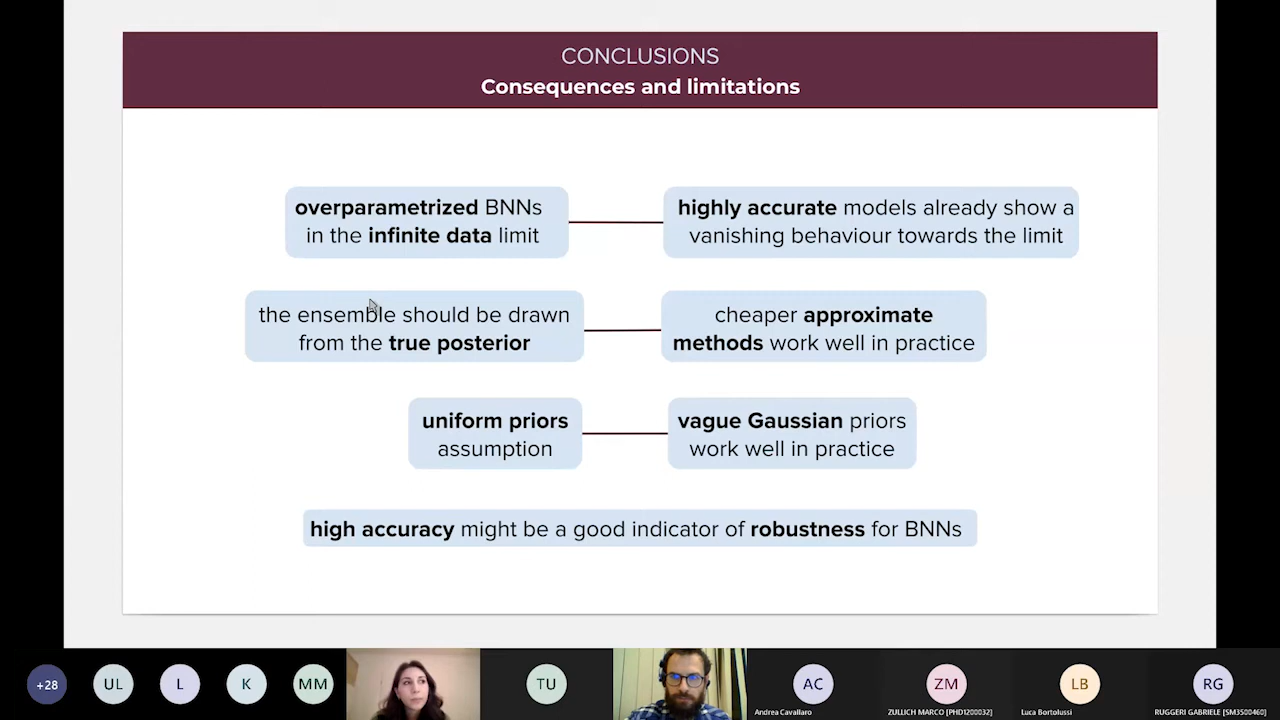 CONCLUSIONS
Consequences and limitations
overparametrized BNNs
in the infinite data limit
highly accurate models already show a
vanishing behaviour towards the limit
the ensemble should be drawn
from the true posterior
cheaper approximate
methods work well in practice
uniform priors
assumption
vague Gaussian priors
work well in practice
high accuracy might be a good indicator of robustness for BNNs
+28
UL
L
K
MM
TU
AC
ZM
LB
RG
Andrea Cavallaro
ZULLICH MARCO [PHD1200032]
Luca Bortolussi
RUGGERI GABRIELE [SM3500460]